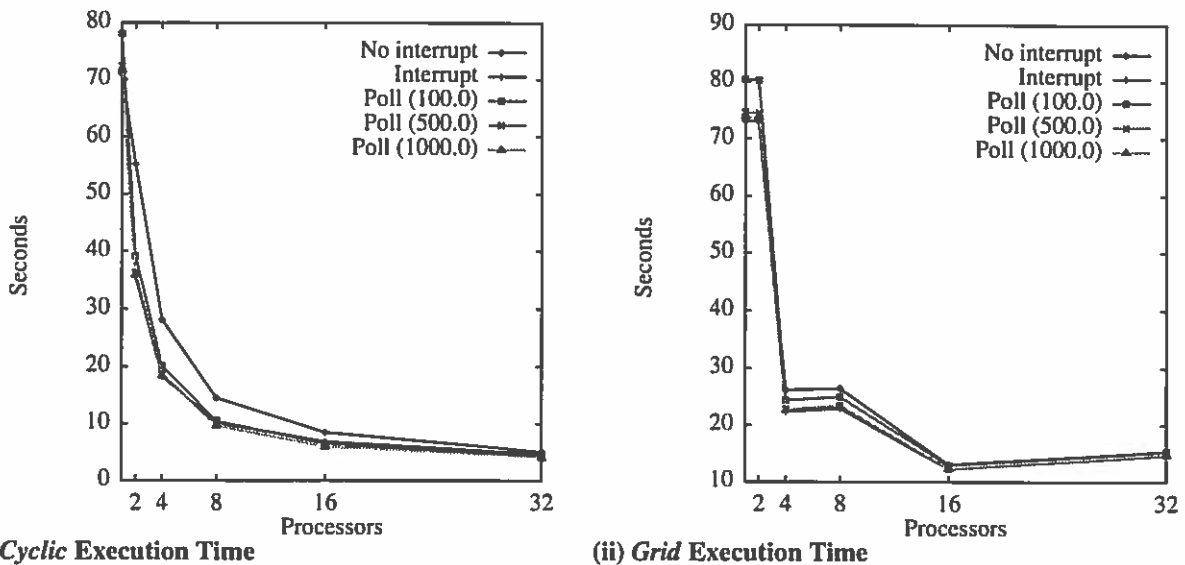 80
70
60
50
40
30
20
10
0
Seconds
No interrupt
Interrupt
Poll (100.0)
Poll (500.0)
Poll (1000.0)
2 4 8 16 32
Processors
Cyclic Execution Time
90
80
70
60
50
40
30
20
10
Seconds
No interrupt
Interrupt
Poll (100.0)
Poll (500.0)
Poll (1000.0)
2 4 8 16 32
Processors
(ii) Grid Execution Time